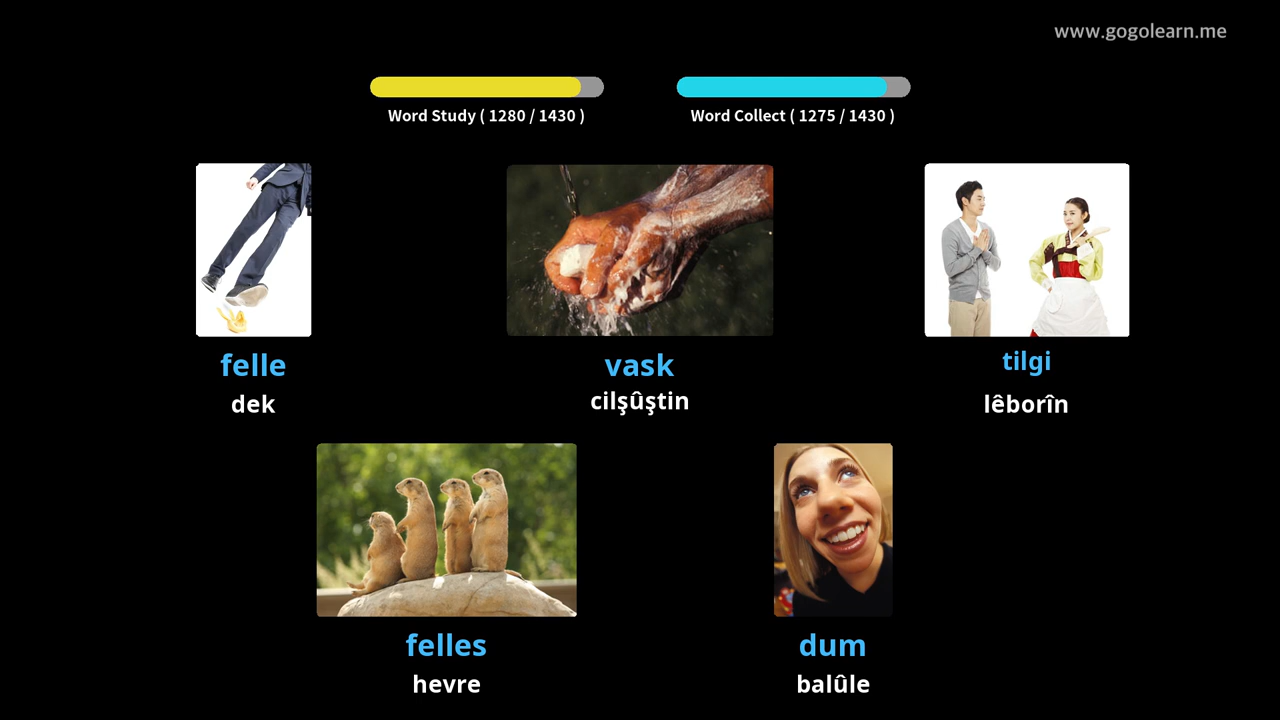 www.gogolearn.me
Word Study ( 1280 / 1430 )
Word Collect ( 1275 / 1430 )
felle
dek
vask
cilşûştin
tilgi
lêborîn
felles
hevre
dum
balûle